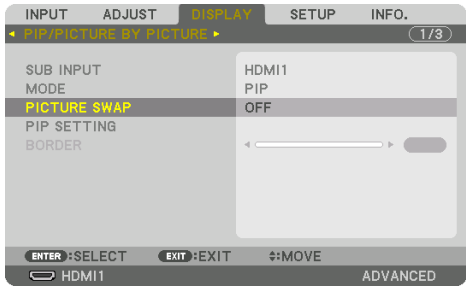 INPUT ADJUST DISPLAY SETUP INFO.
PIP/PICTURE BY PICTURE 1/3
SUB INPUT HDMI1
MODE PIP
PICTURE SWAP OFF
PIP SETTING
BORDER
ENTER :SELECT EXIT :EXIT :MOVE
HDMI1 ADVANCED